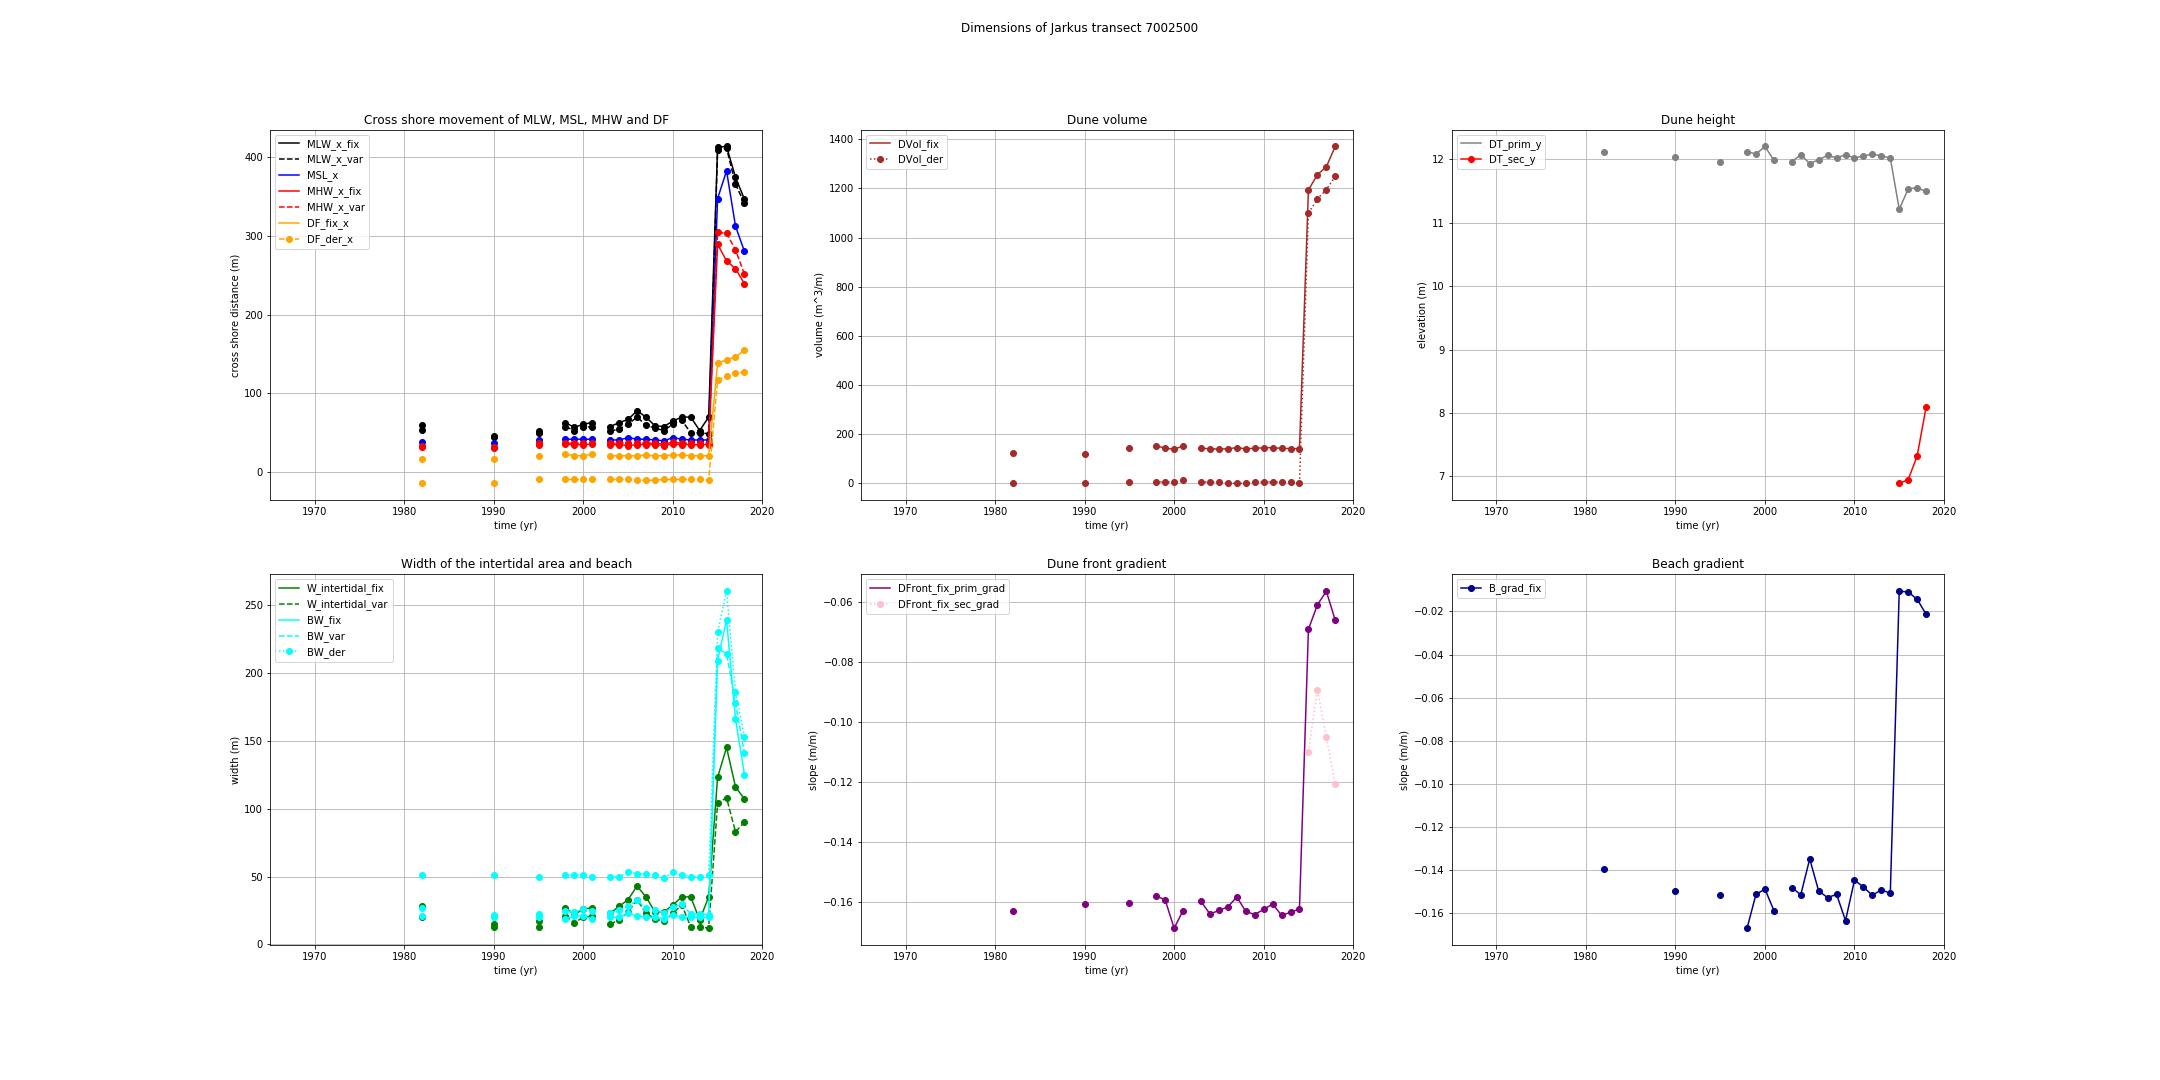 Dimensions of Jarkus transect 7002500
Cross shore movement of MLW, MSL, MHW and DF
MLW_x_fix
MLW_x_var
MSL_x
MHW_x_fix
MHW_x_var
DF_fix_x
DF_der_x
400
300
200
100
0
cross shore distance (m)
1970 1980 1990 2000 2010 2020
time (yr)
Dune volume
DVol_fix
DVol_der
1400
1200
1000
800
600
400
200
0
volume (m^3/m)
1970 1980 1990 2000 2010 2020
time (yr)
Dune height
DT_prim_y
DT_sec_y
12
11
10
9
8
7
elevation (m)
1970 1980 1990 2000 2010 2020
time (yr)
Width of the intertidal area and beach
W_intertidal_fix
W_intertidal_var
BW_fix
BW_var
BW_der
250
200
150
100
50
0
width (m)
1970 1980 1990 2000 2010 2020
time (yr)
Dune front gradient
DFront_fix_prim_grad
DFront_fix_sec_grad
−0.06
−0.08
−0.10
−0.12
−0.14
−0.16
slope (m/m)
1970 1980 1990 2000 2010 2020
time (yr)
Beach gradient
B_grad_fix
−0.02
−0.04
−0.06
−0.08
−0.10
−0.12
−0.14
−0.16
slope (m/m)
1970 1980 1990 2000 2010 2020
time (yr)